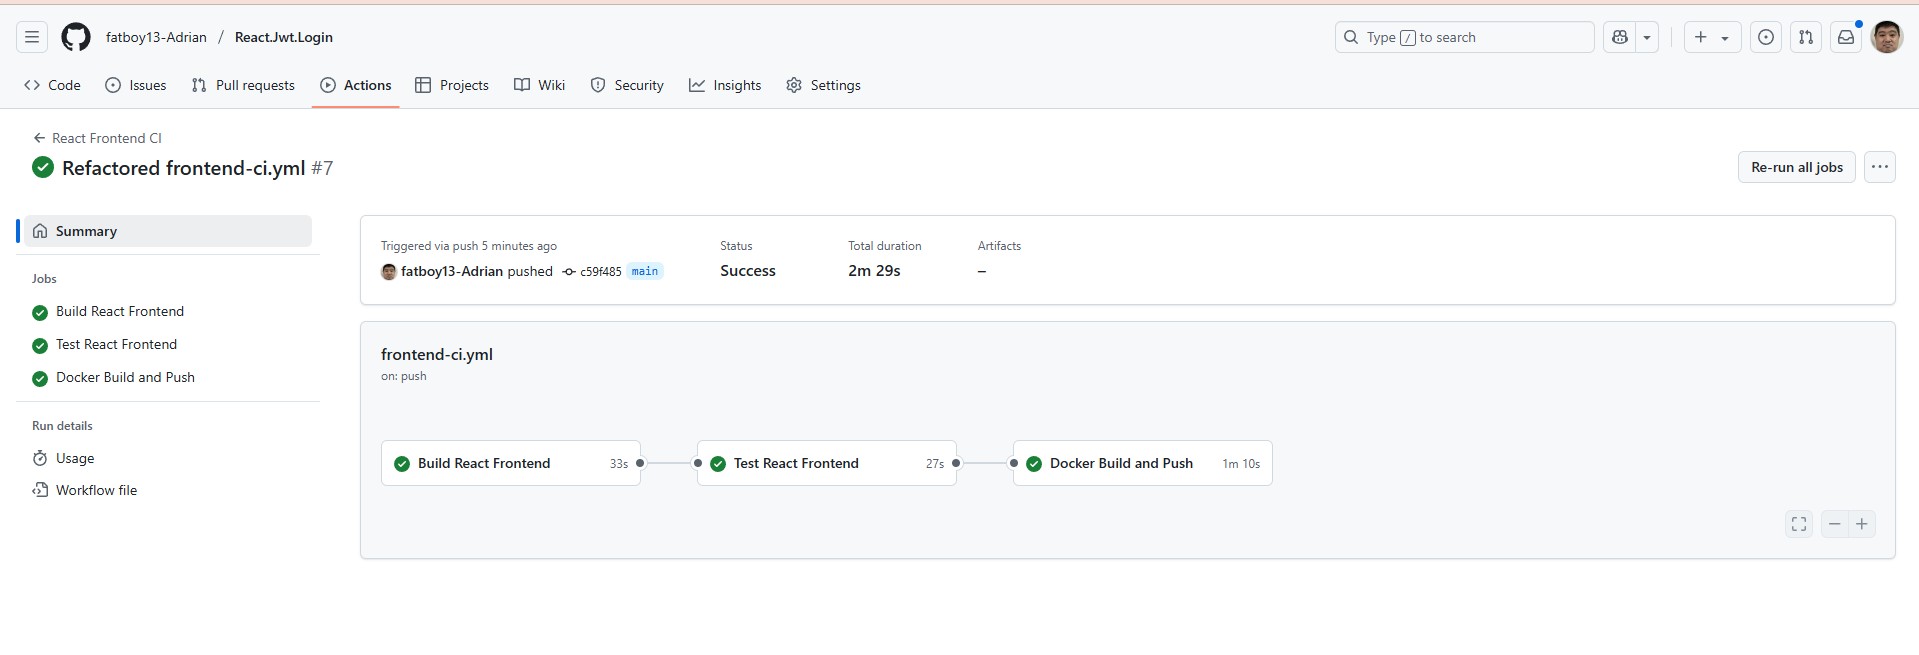 fatboy13-Adrian / React.Jwt.Login
Type / to search
Code Issues Pull requests Actions Projects Wiki Security Insights Settings
← React Frontend CI
Refactored frontend-ci.yml #7
Re-run all jobs
Summary
Jobs
Build React Frontend
Test React Frontend
Docker Build and Push
Run details
Usage
Workflow file
Triggered via push 5 minutes ago
fatboy13-Adrian pushed c59f485 main
Status
Success
Total duration
2m 29s
Artifacts
–
frontend-ci.yml
on: push
Build React Frontend 33s
Test React Frontend 27s
Docker Build and Push 1m 10s